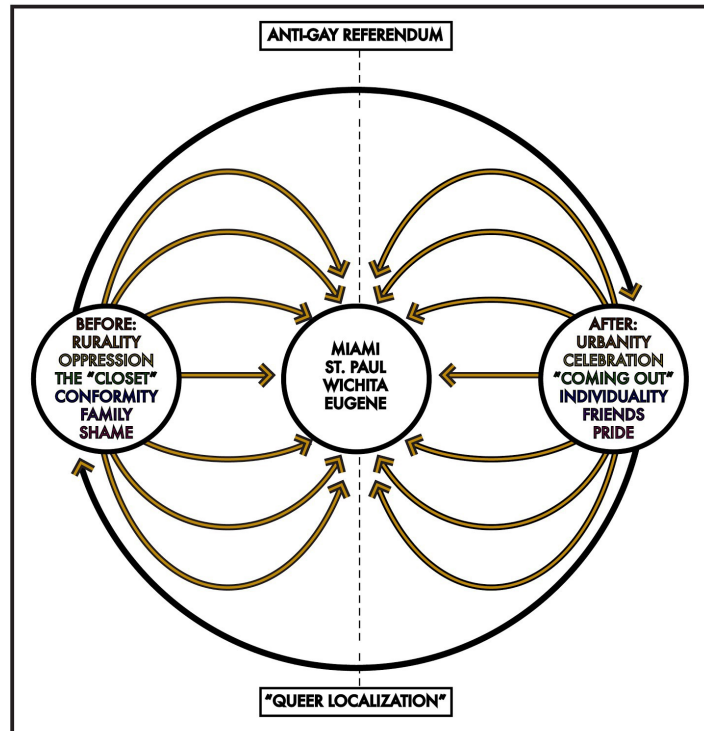 ANTI-GAY REFERENDUM
BEFORE:
RURALITY
OPPRESSION
THE "CLOSET"
CONFORMITY
FAMILY
SHAME
MIAMI
ST. PAUL
WICHITA
EUGENE
AFTER:
URBANITY
CELEBRATION
"COMING OUT"
INDIVIDUALITY
FRIENDS
PRIDE
"QUEER LOCALIZATION"